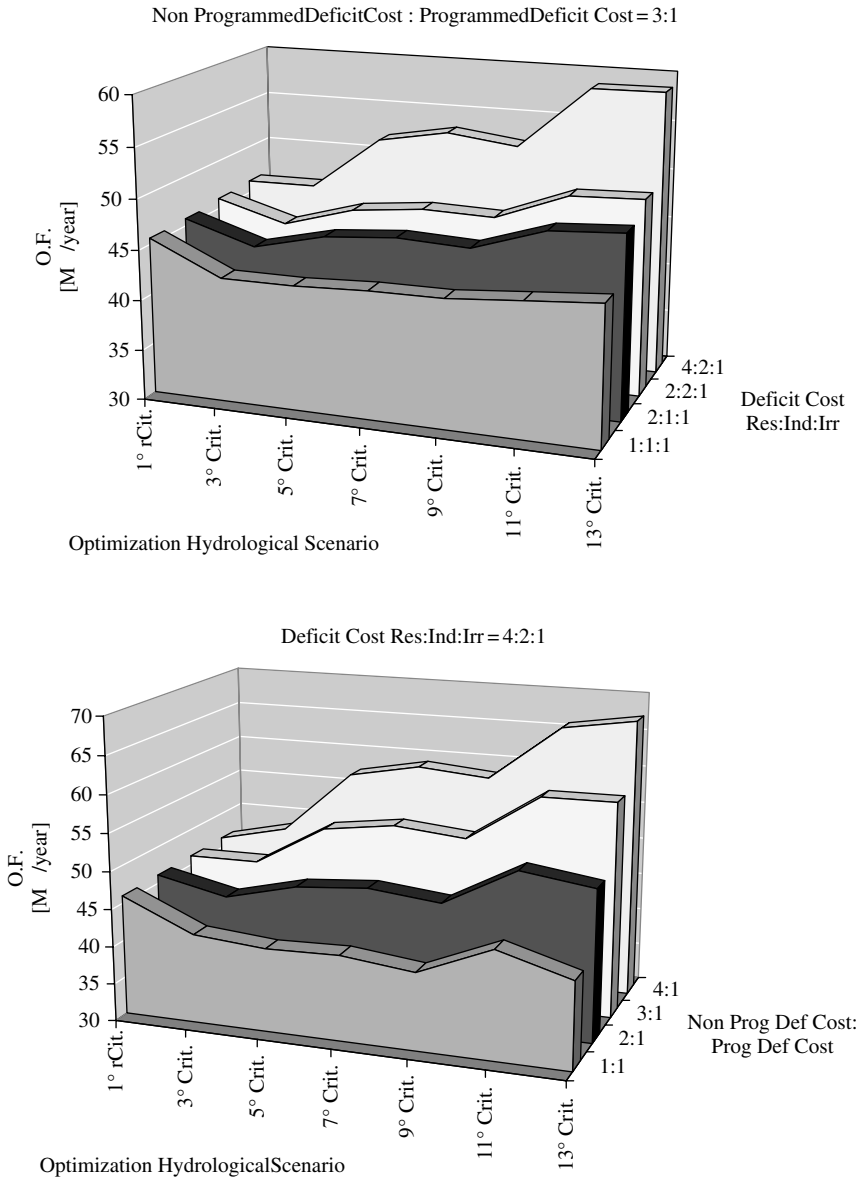 Non ProgrammedDeficitCost : ProgrammedDeficit Cost = 3:1
60
55
50
45
40
35
30
O.F.
[M /year]
1° rCit.
3° Crit.
5° Crit.
7° Crit.
9° Crit.
11° Crit.
13° Crit.
4:2:1
2:2:1
2:1:1
1:1:1
Deficit Cost
Res:Ind:Irr
Optimization Hydrological Scenario
Deficit Cost Res:Ind:Irr = 4:2:1
70
65
60
55
50
45
40
35
30
O.F.
[M /year]
1° rCit.
3° Crit.
5° Crit.
7° Crit.
9° Crit.
11° Crit.
13° Crit.
4:1
3:1
2:1
1:1
Non Prog Def Cost:
Prog Def Cost
Optimization HydrologicalScenario